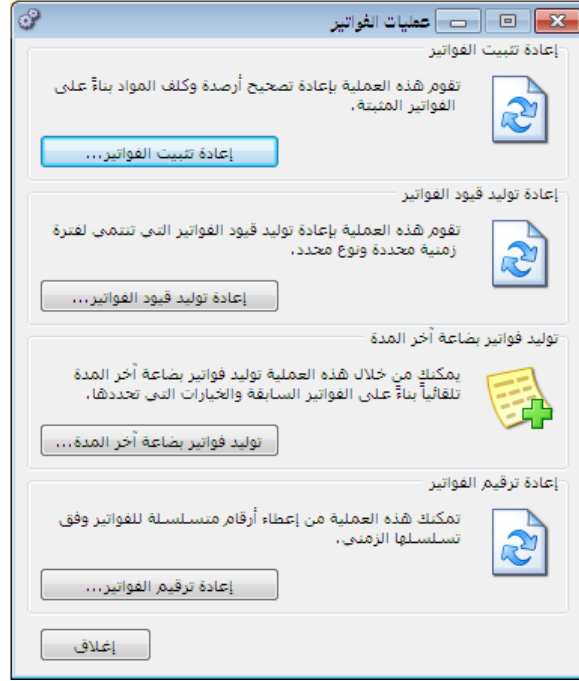 عمليات الفواتير
إعادة تثبيت الفواتير
تقوم هذه العملية بإعادة تصحيح أرصدة وكلف المواد بناءً على
الفواتير المثبتة.
إعادة تثبيت الفواتير...
إعادة توليد قيود الفواتير
تقوم هذه العملية بإعادة توليد قيود الفواتير التي تنتمي لفترة
زمنية محددة ونوع محدد.
إعادة توليد قيود الفواتير...
توليد فواتير بضاعة آخر المدة
يمكنك من خلال هذه العملية توليد فواتير بضاعة آخر المدة
تلقائياً بناءً على الفواتير السابقة والخيارات التي تحددها.
توليد فواتير بضاعة آخر المدة...
إعادة ترقيم الفواتير
تمكنك هذه العملية من إعطاء أرقام متسلسلة للفواتير وفق
تسلسلها الزمني.
إعادة ترقيم الفواتير...
إغلاق